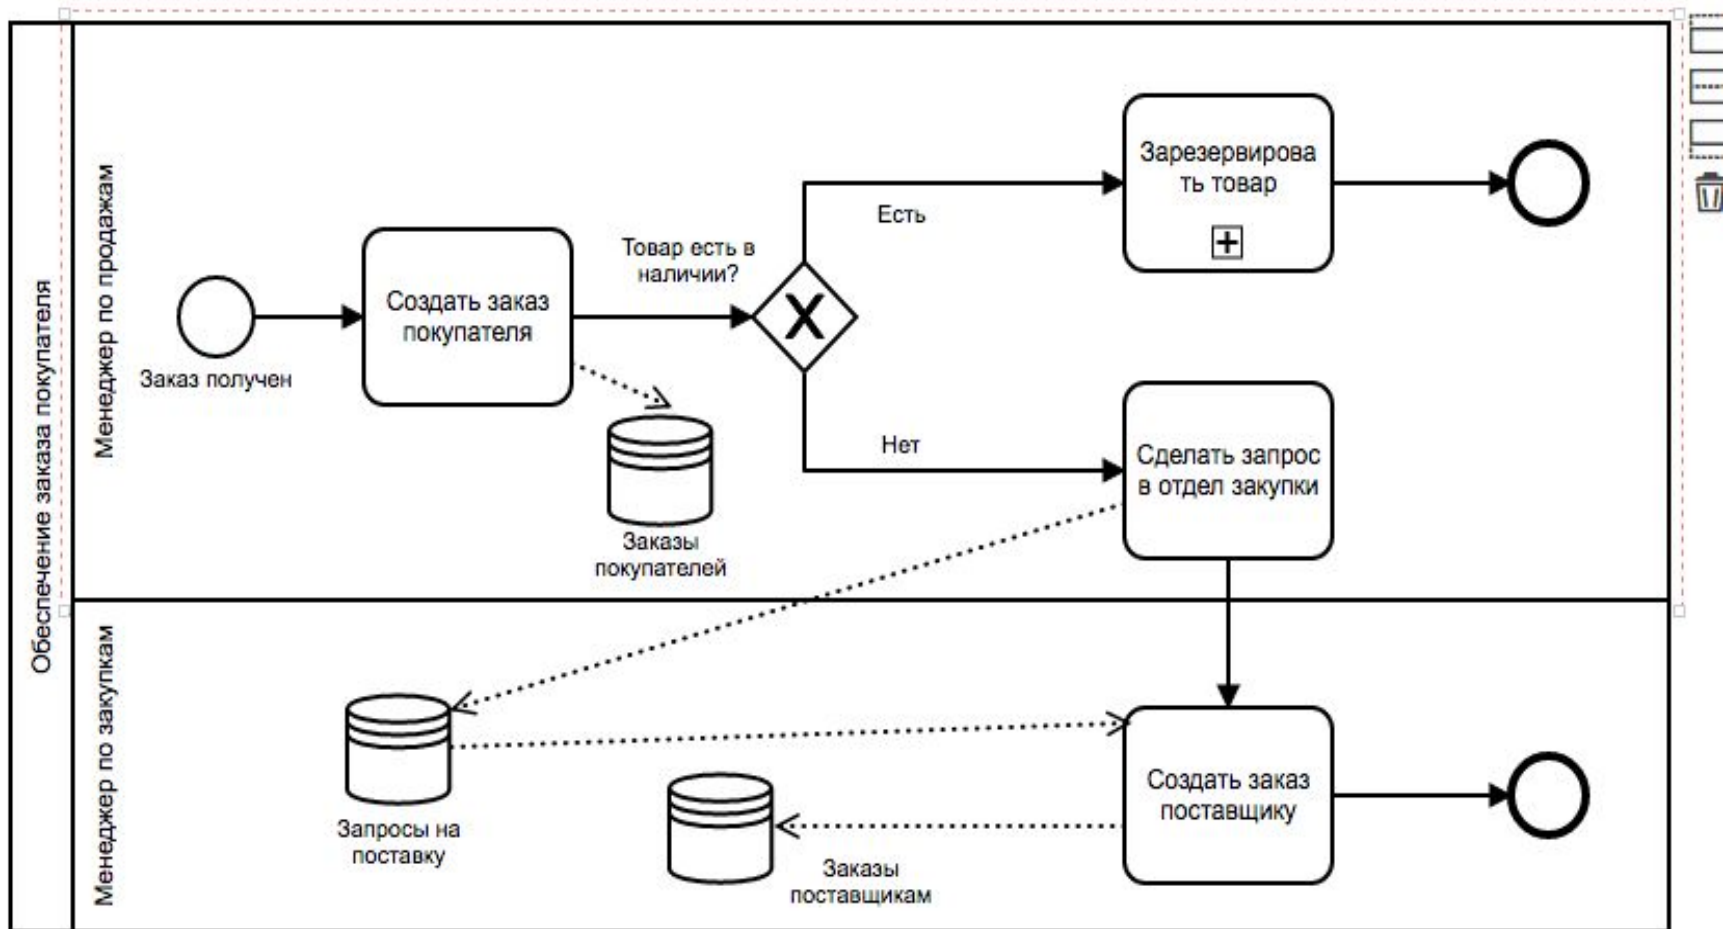 Обеспечение заказа покупателя
Менеджер по продажам
Заказ получен
Создать заказ
покупателя
Товар есть в
наличии?
Есть
Зарезервирова
ть товар
Нет
Сделать запрос
в отдел закупки
Заказы
покупателей
Менеджер по закупкам
Запросы на
поставку
Заказы
поставщикам
Создать заказ
поставщику